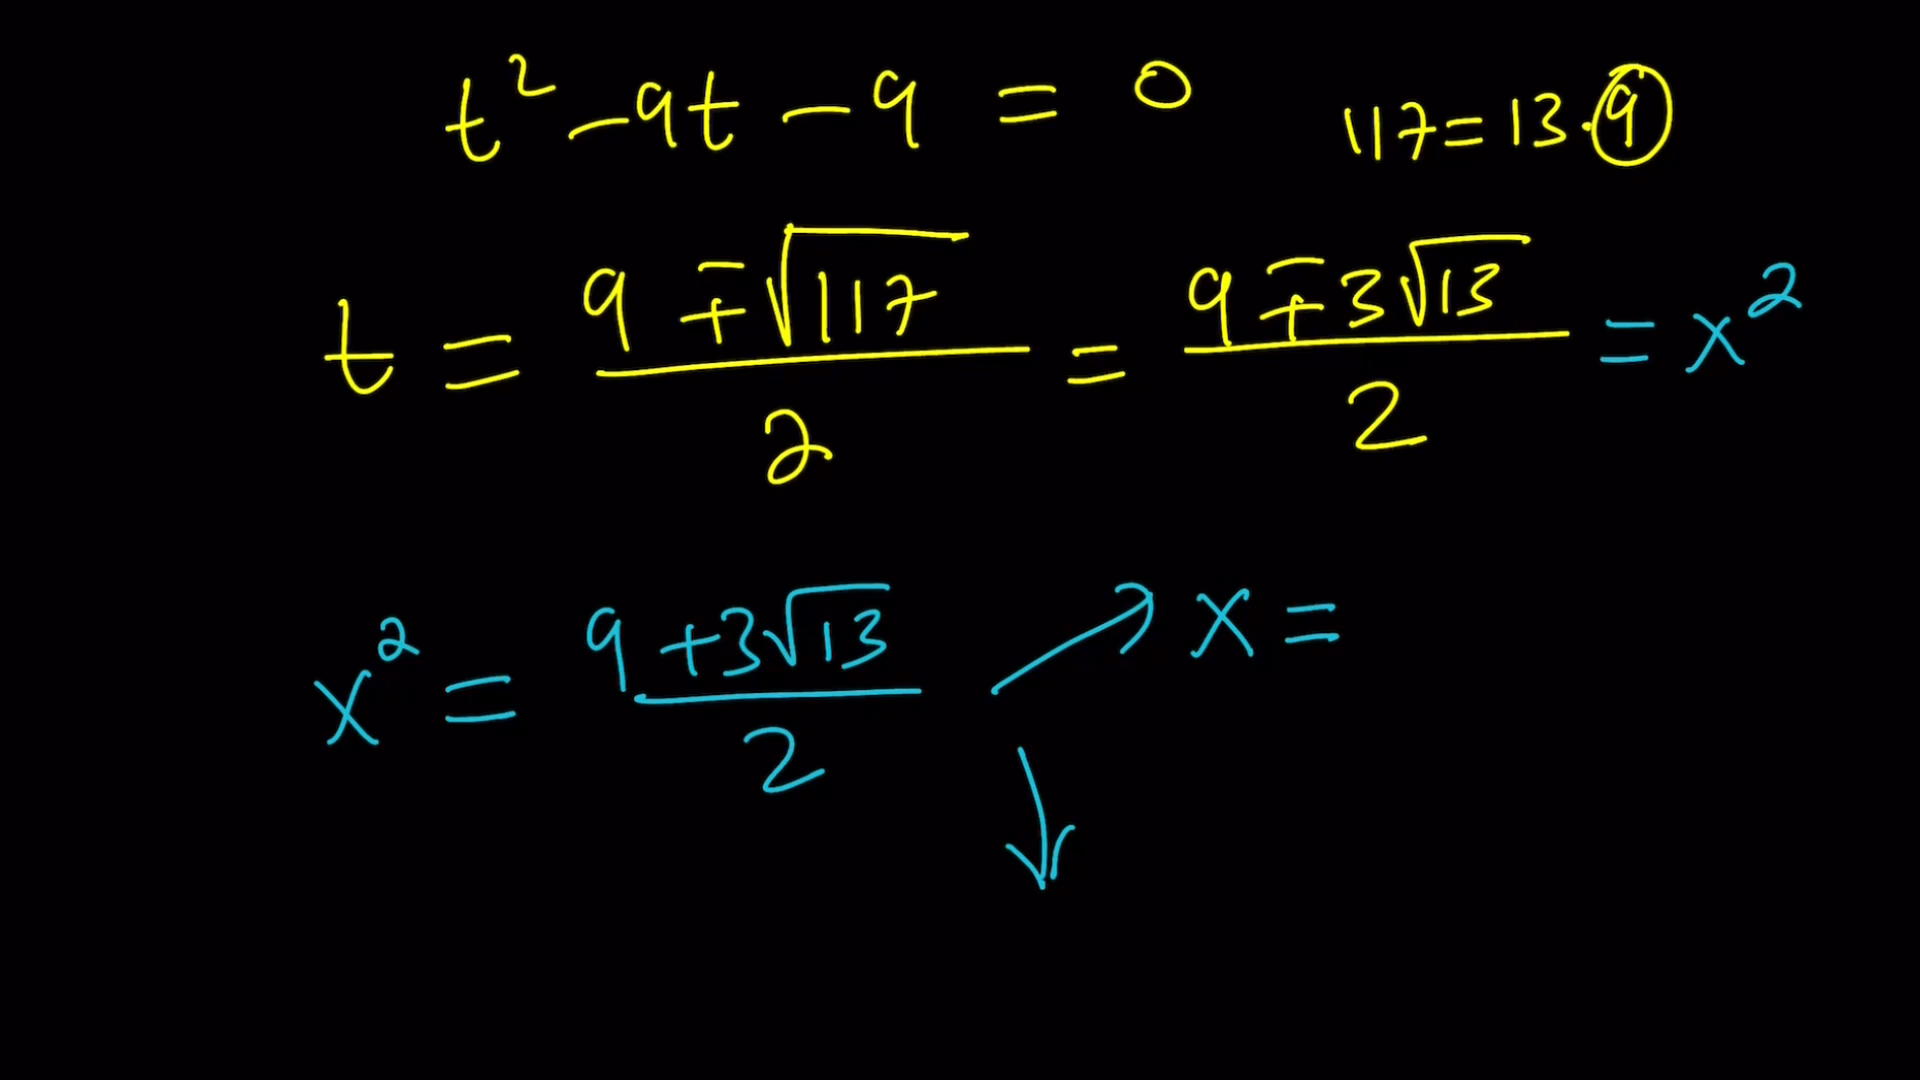 t² - 9t - 9 = 0
117 = 13 · 9
t = (9 ∓ √117)/2 = (9 ∓ 3√13)/2 = x²
x² = (9 + 3√13)/2 ↗ x =
↓